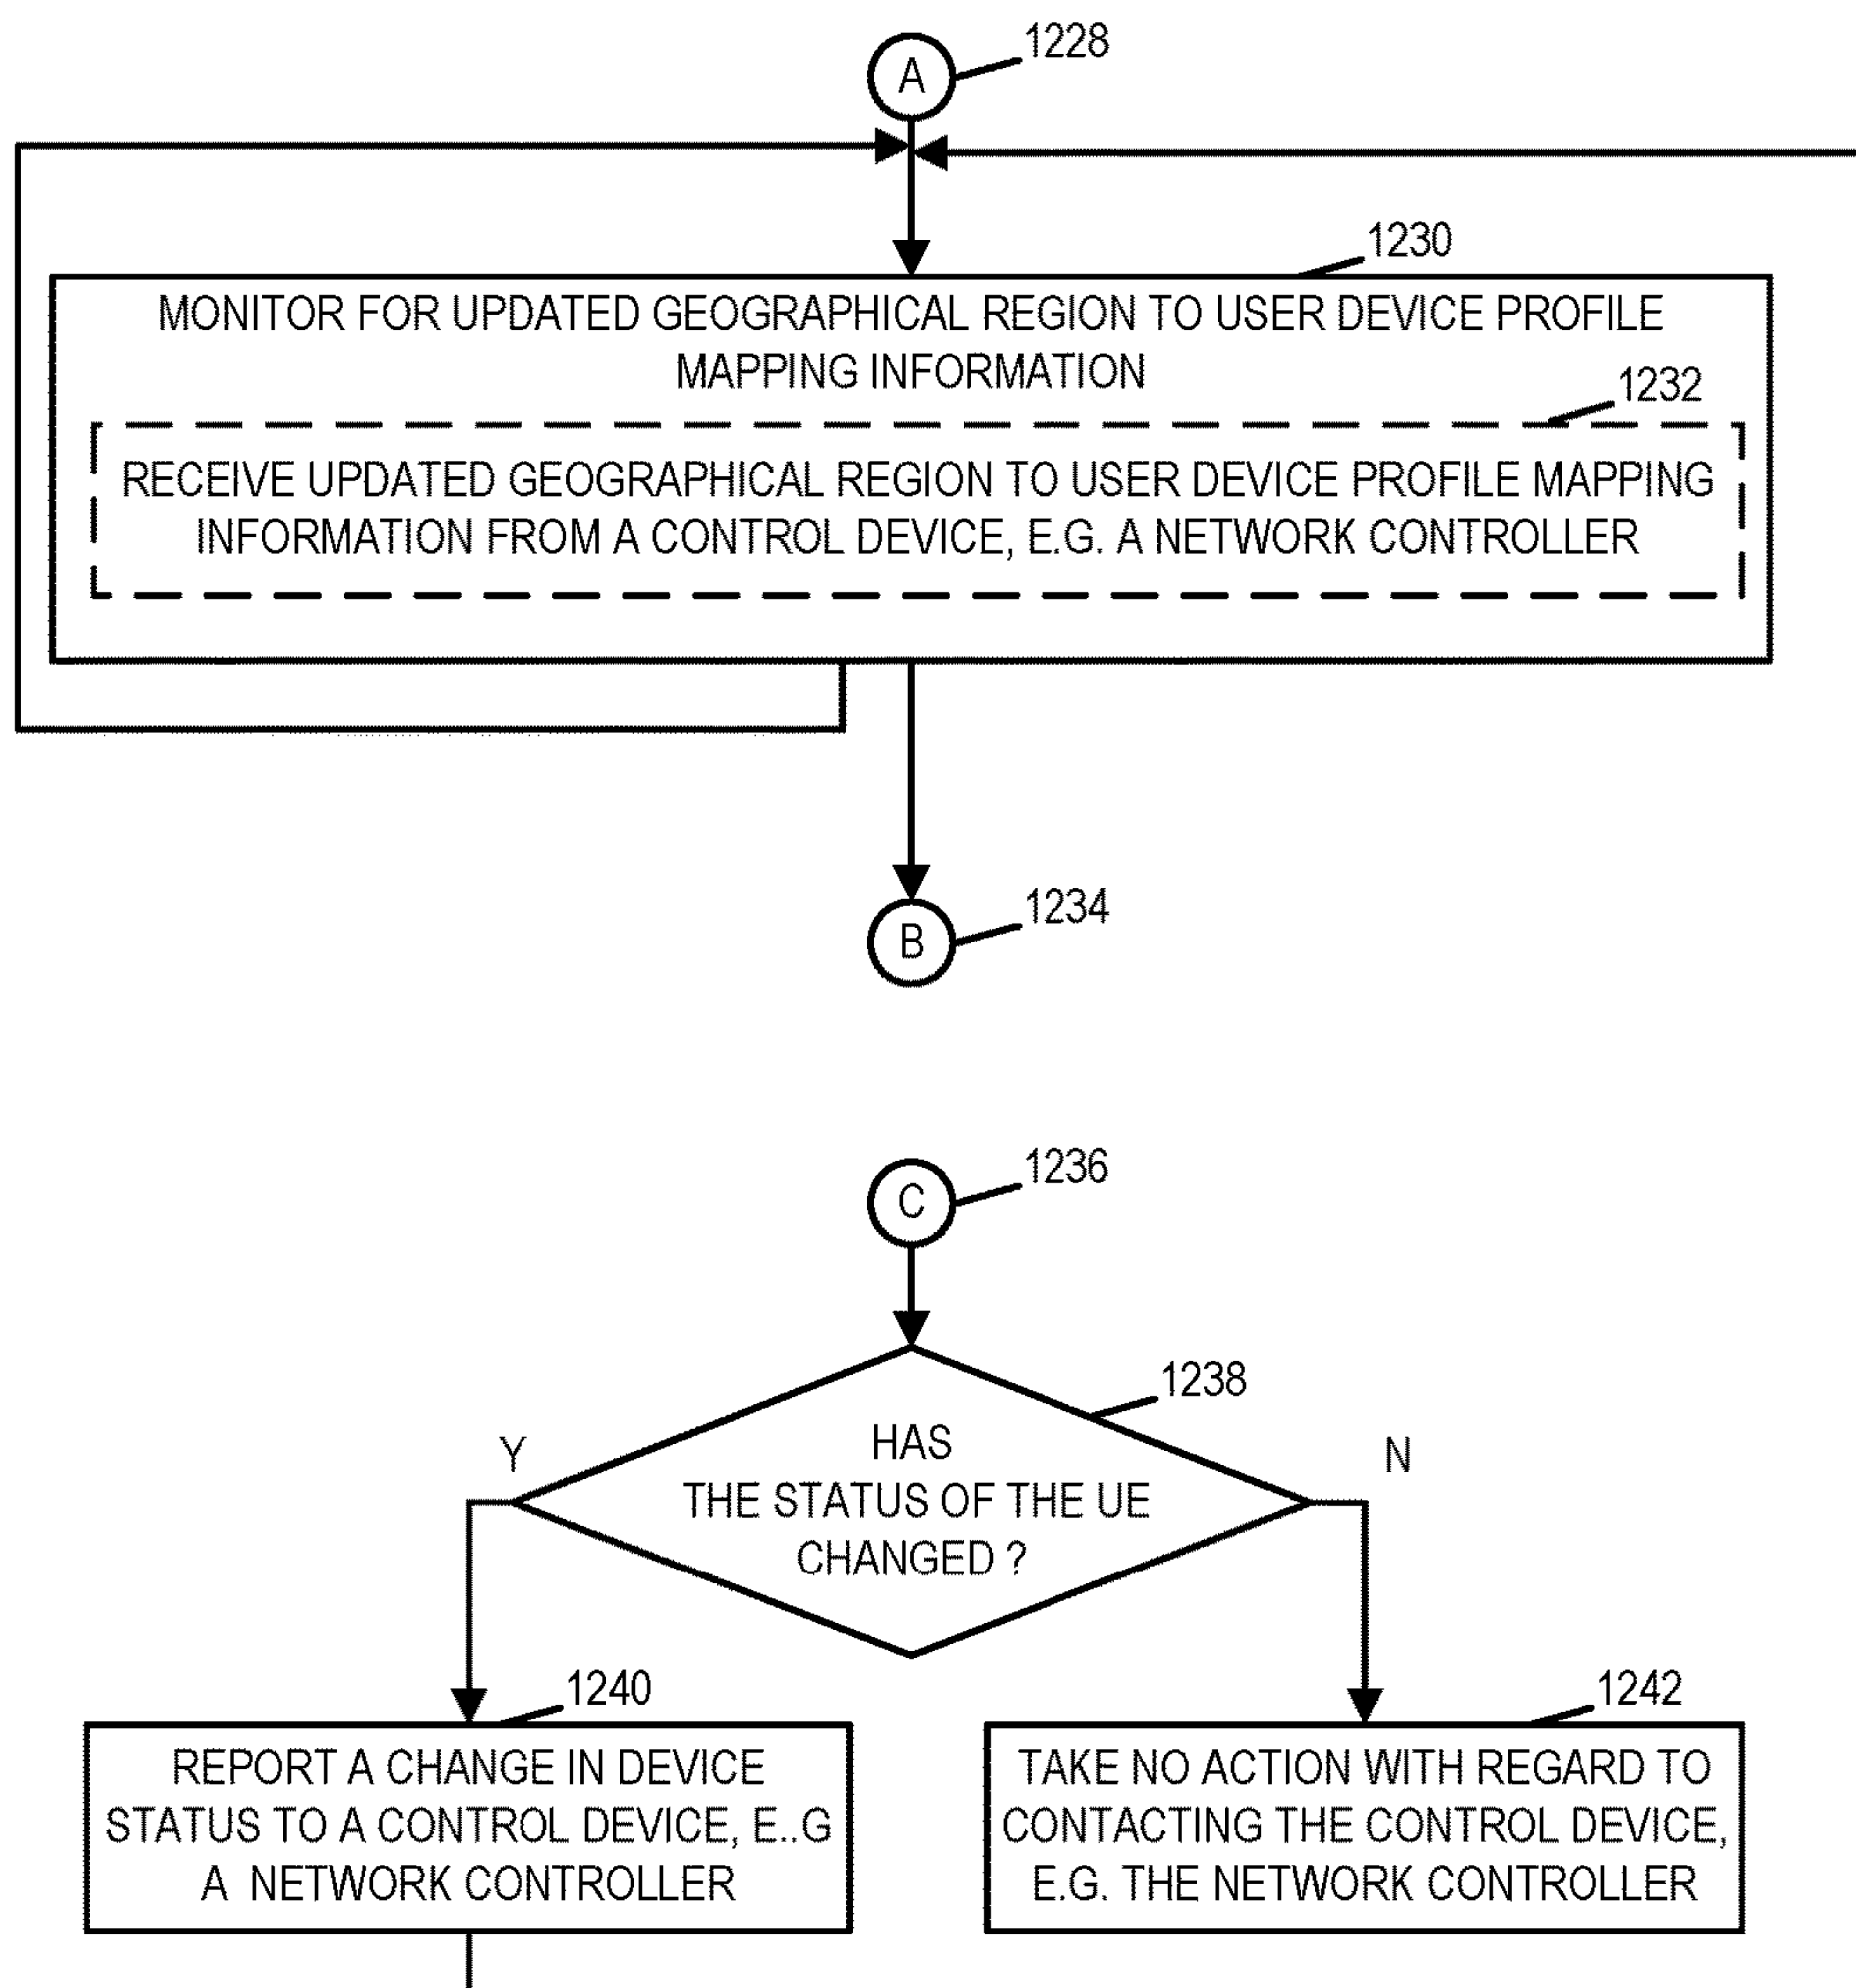 A
1228
1230
MONITOR FOR UPDATED GEOGRAPHICAL REGION TO USER DEVICE PROFILE
MAPPING INFORMATION
1232
RECEIVE UPDATED GEOGRAPHICAL REGION TO USER DEVICE PROFILE MAPPING
INFORMATION FROM A CONTROL DEVICE, E.G. A NETWORK CONTROLLER
B
1234
C
1236
1238
Y
N
HAS
THE STATUS OF THE UE
CHANGED ?
1240
REPORT A CHANGE IN DEVICE
STATUS TO A CONTROL DEVICE, E..G
A NETWORK CONTROLLER
1242
TAKE NO ACTION WITH REGARD TO
CONTACTING THE CONTROL DEVICE,
E.G. THE NETWORK CONTROLLER